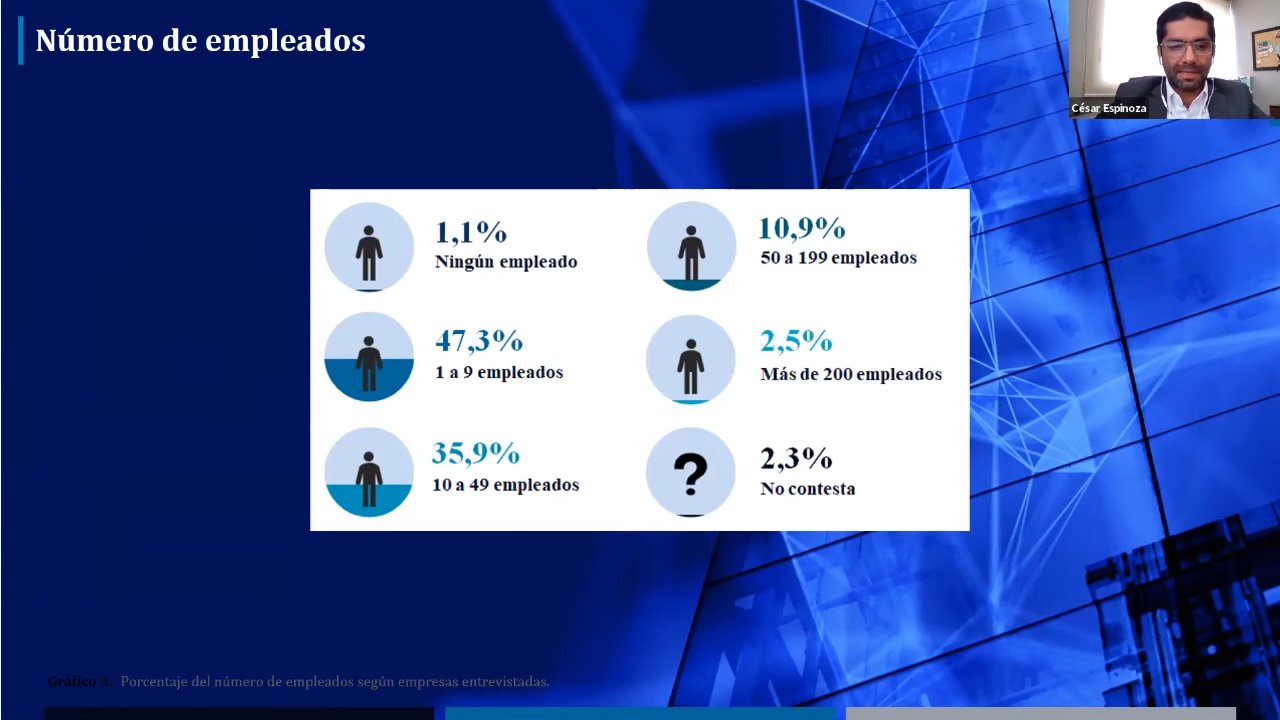 Número de empleados
César Espinoza
1,1%
Ningún empleado
10,9%
50 a 199 empleados
47,3%
1 a 9 empleados
2,5%
Más de 200 empleados
35,9%
10 a 49 empleados
?
2,3%
No contesta
Gráfico 3.- Porcentaje del número de empleados según empresas entrevistadas.